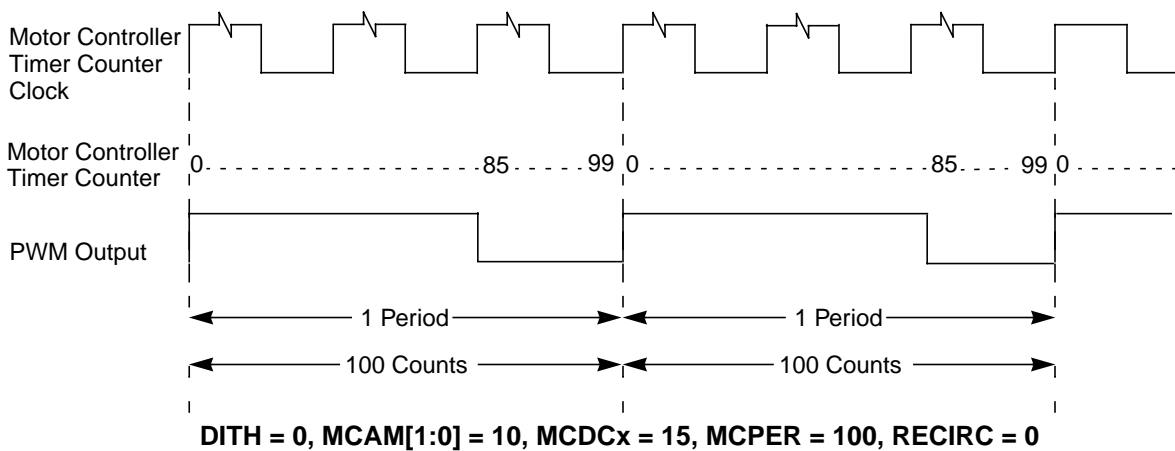 Motor Controller
Timer Counter
Clock
Motor Controller
Timer Counter
0 85 99 0 85 99 0
PWM Output
1 Period 1 Period
100 Counts 100 Counts
DITH = 0, MCAM[1:0] = 10, MCDCx = 15, MCPER = 100, RECIRC = 0